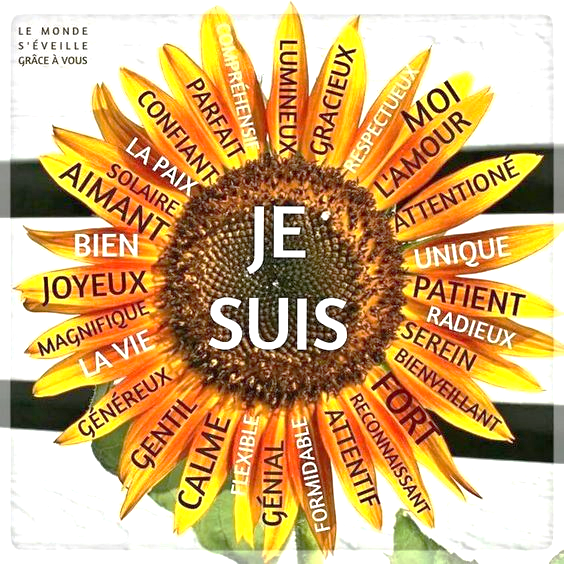 LE MONDE
S'ÉVEILLE
GRÂCE À VOUS
JE
SUIS
LUMINEUX
GRACIEUX
RESPECTUEUX
MOI
L'AMOUR
ATTENTIONÉ
UNIQUE
PATIENT
RADIEUX
SEREIN
BIENVEILLANT
FORT
RECONNAISSANT
ATTENTIF
FORMIDABLE
GÉNIAL
FLEXIBLE
CALME
GENTIL
GÉNÉREUX
LA VIE
MAGNIFIQUE
JOYEUX
BIEN
AIMANT
SOLAIRE
LA PAIX
CONFIANT
PARFAIT
COMPRÉHENSIF